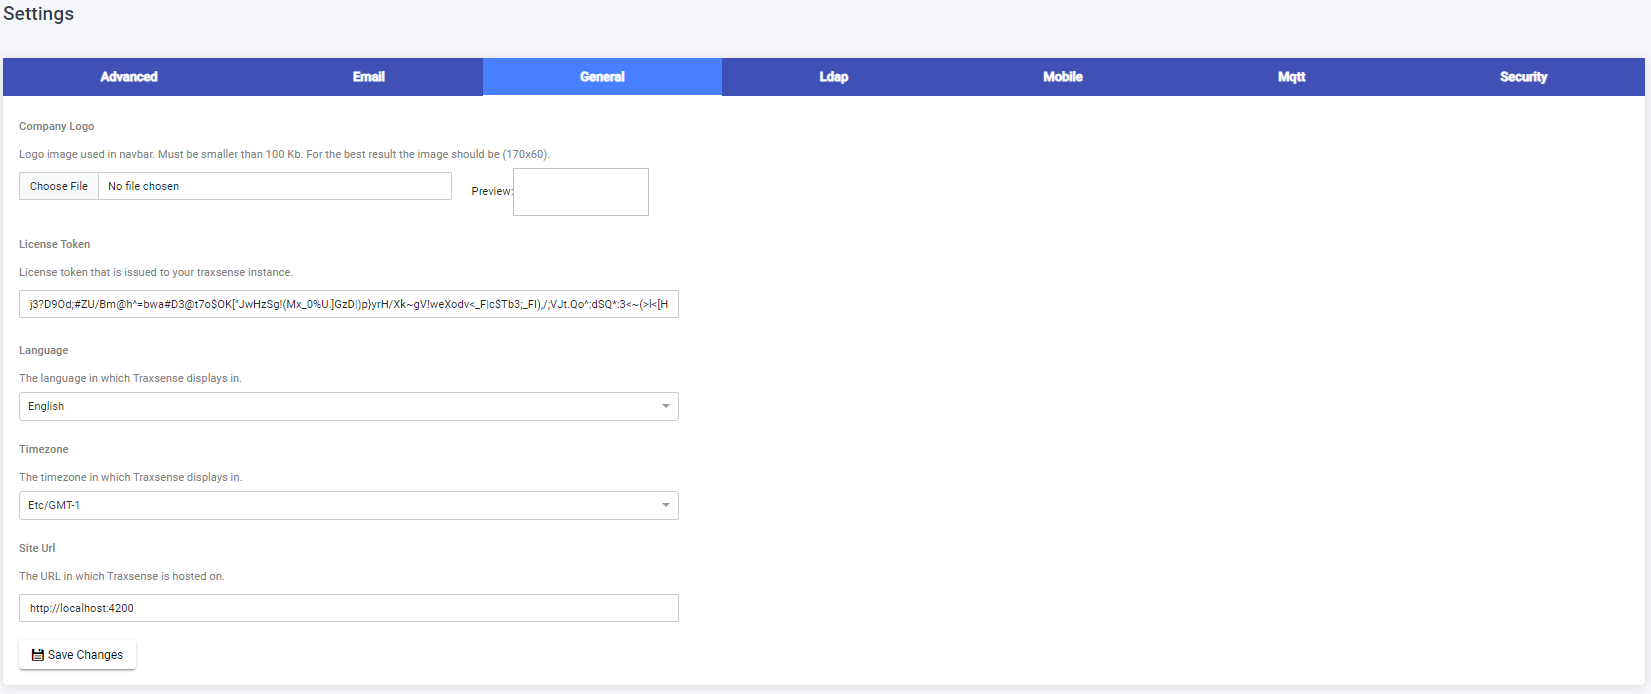 Settings
Advanced Email General Ldap Mobile Mqtt Security
Company Logo
Logo image used in navbar. Must be smaller than 100 Kb. For the best result the image should be (170x60).
Choose File No file chosen Preview:
License Token
License token that is issued to your traxsense instance.
j3?D9Od;#ZU/Bm@h^=bwa#D3@t7o$OK["JwHzSg!(Mx_0%U.]GzD|)p}yrH/Xk~gV!weXodv<_F|c$Tb3;_FI),/;VJt.Qo^:dSQ*:3<~(>l<[H
Language
The language in which Traxsense displays in.
English
Timezone
The timezone in which Traxsense displays in.
Etc/GMT-1
Site Url
The URL in which Traxsense is hosted on.
http://localhost:4200
Save Changes